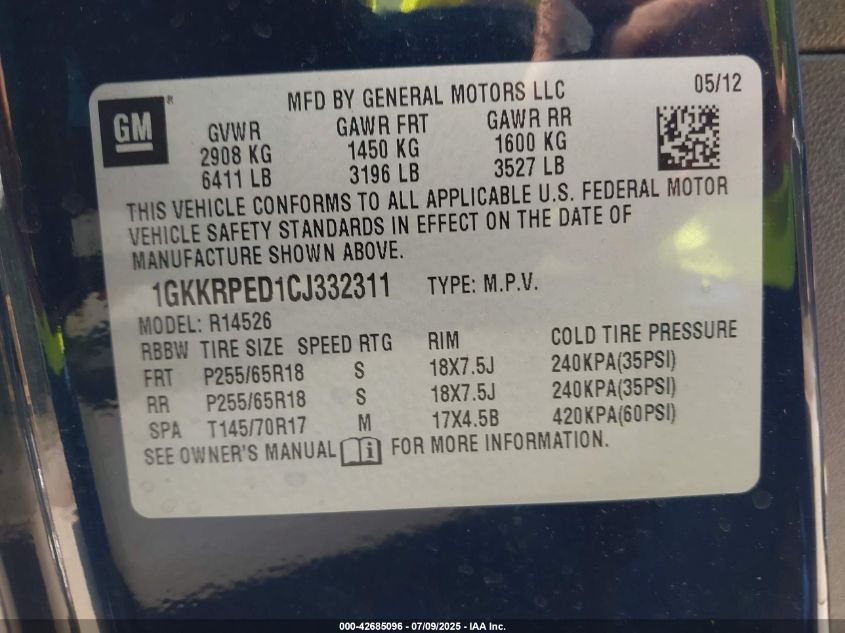 GM®
MFD BY GENERAL MOTORS LLC
05/12
GVWR GAWR FRT GAWR RR
2908 KG 1450 KG 1600 KG
6411 LB 3196 LB 3527 LB
THIS VEHICLE CONFORMS TO ALL APPLICABLE U.S. FEDERAL MOTOR
VEHICLE SAFETY STANDARDS IN EFFECT ON THE DATE OF
MANUFACTURE SHOWN ABOVE.
1GKKRPED1CJ332311 TYPE: M.P.V.
MODEL: R14526
RBBW TIRE SIZE SPEED RTG RIM COLD TIRE PRESSURE
FRT P255/65R18 S 18X7.5J 240KPA(35PSI)
RR P255/65R18 S 18X7.5J 240KPA(35PSI)
SPA T145/70R17 M 17X4.5B 420KPA(60PSI)
SEE OWNER'S MANUAL FOR MORE INFORMATION.
000-42685096 - 07/09/2025 - IAA Inc.